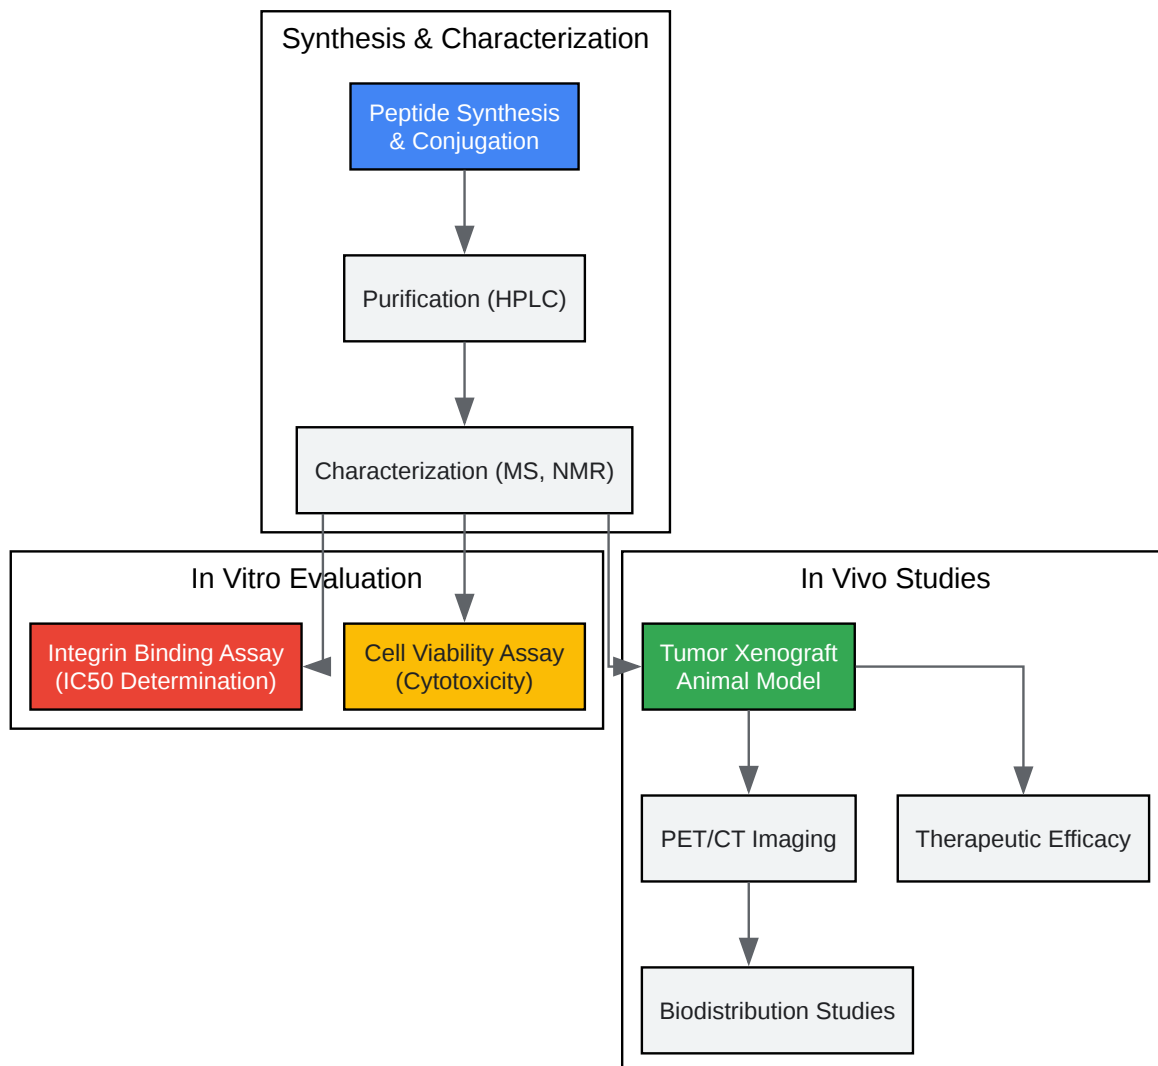 Synthesis & Characterization
Peptide Synthesis
& Conjugation
Purification (HPLC)
Characterization (MS, NMR)
In Vitro Evaluation
Integrin Binding Assay
(IC50 Determination)
Cell Viability Assay
(Cytotoxicity)
In Vivo Studies
Tumor Xenograft
Animal Model
PET/CT Imaging
Therapeutic Efficacy
Biodistribution Studies